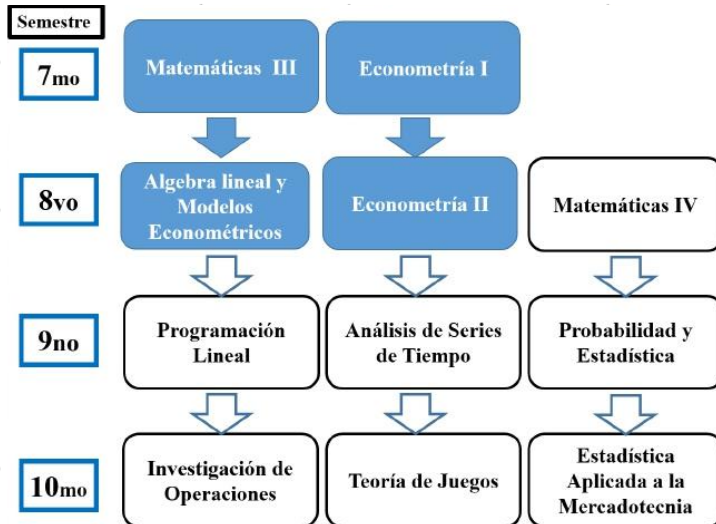 Semestre
7mo
Matemáticas III
Econometría I
8vo
Algebra lineal y
Modelos
Econométricos
Econometría II
Matemáticas IV
9no
Programación
Lineal
Análisis de Series
de Tiempo
Probabilidad y
Estadística
10mo
Investigación de
Operaciones
Teoría de Juegos
Estadística
Aplicada a la
Mercadotecnia